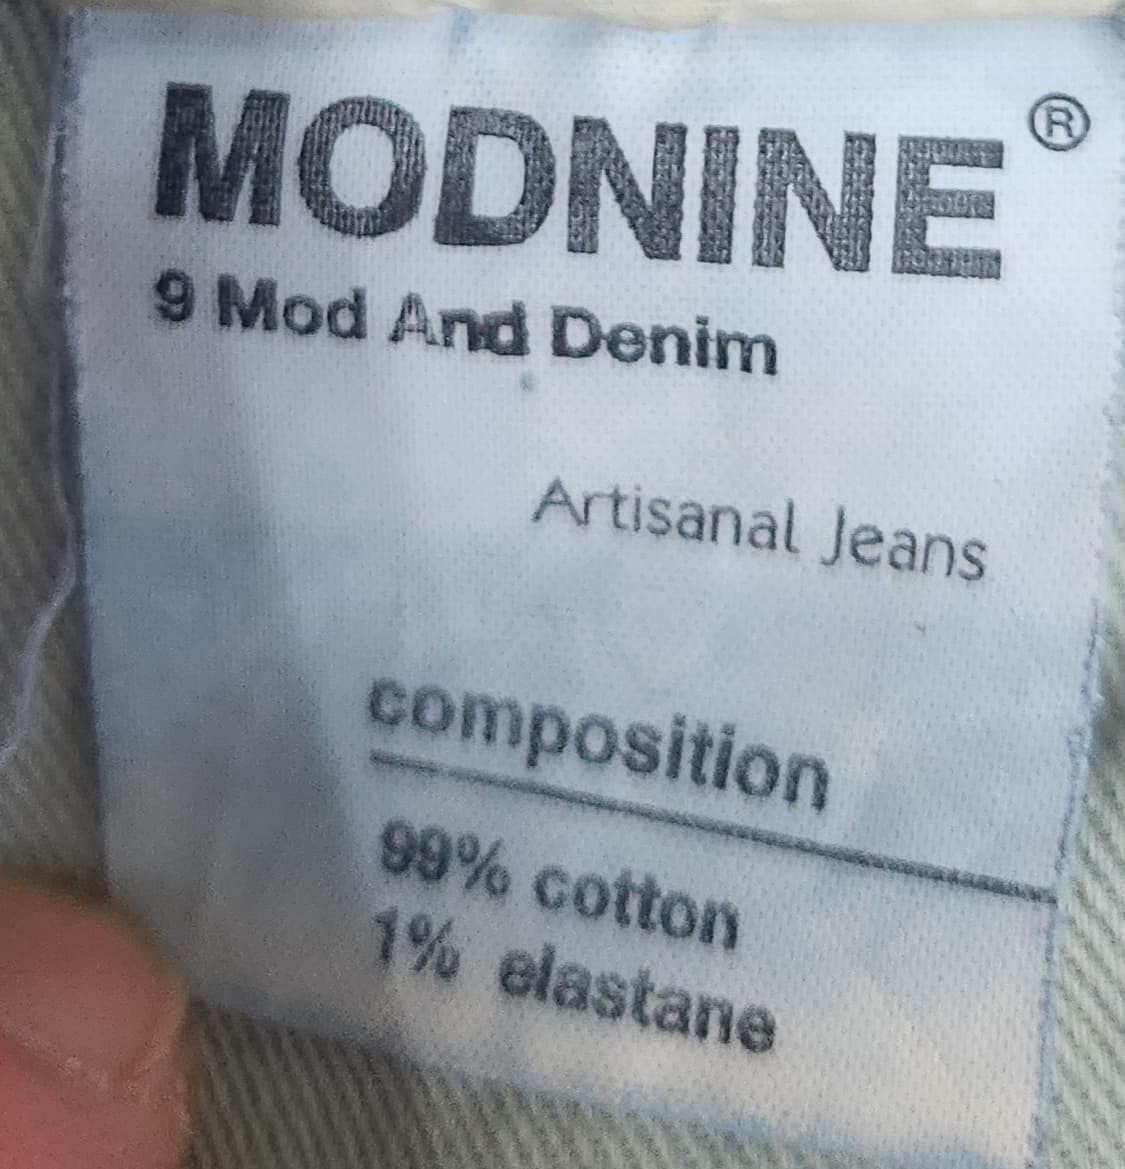 MODNINE®
9 Mod And Denim
Artisanal Jeans
composition
99% cotton
1% elastane